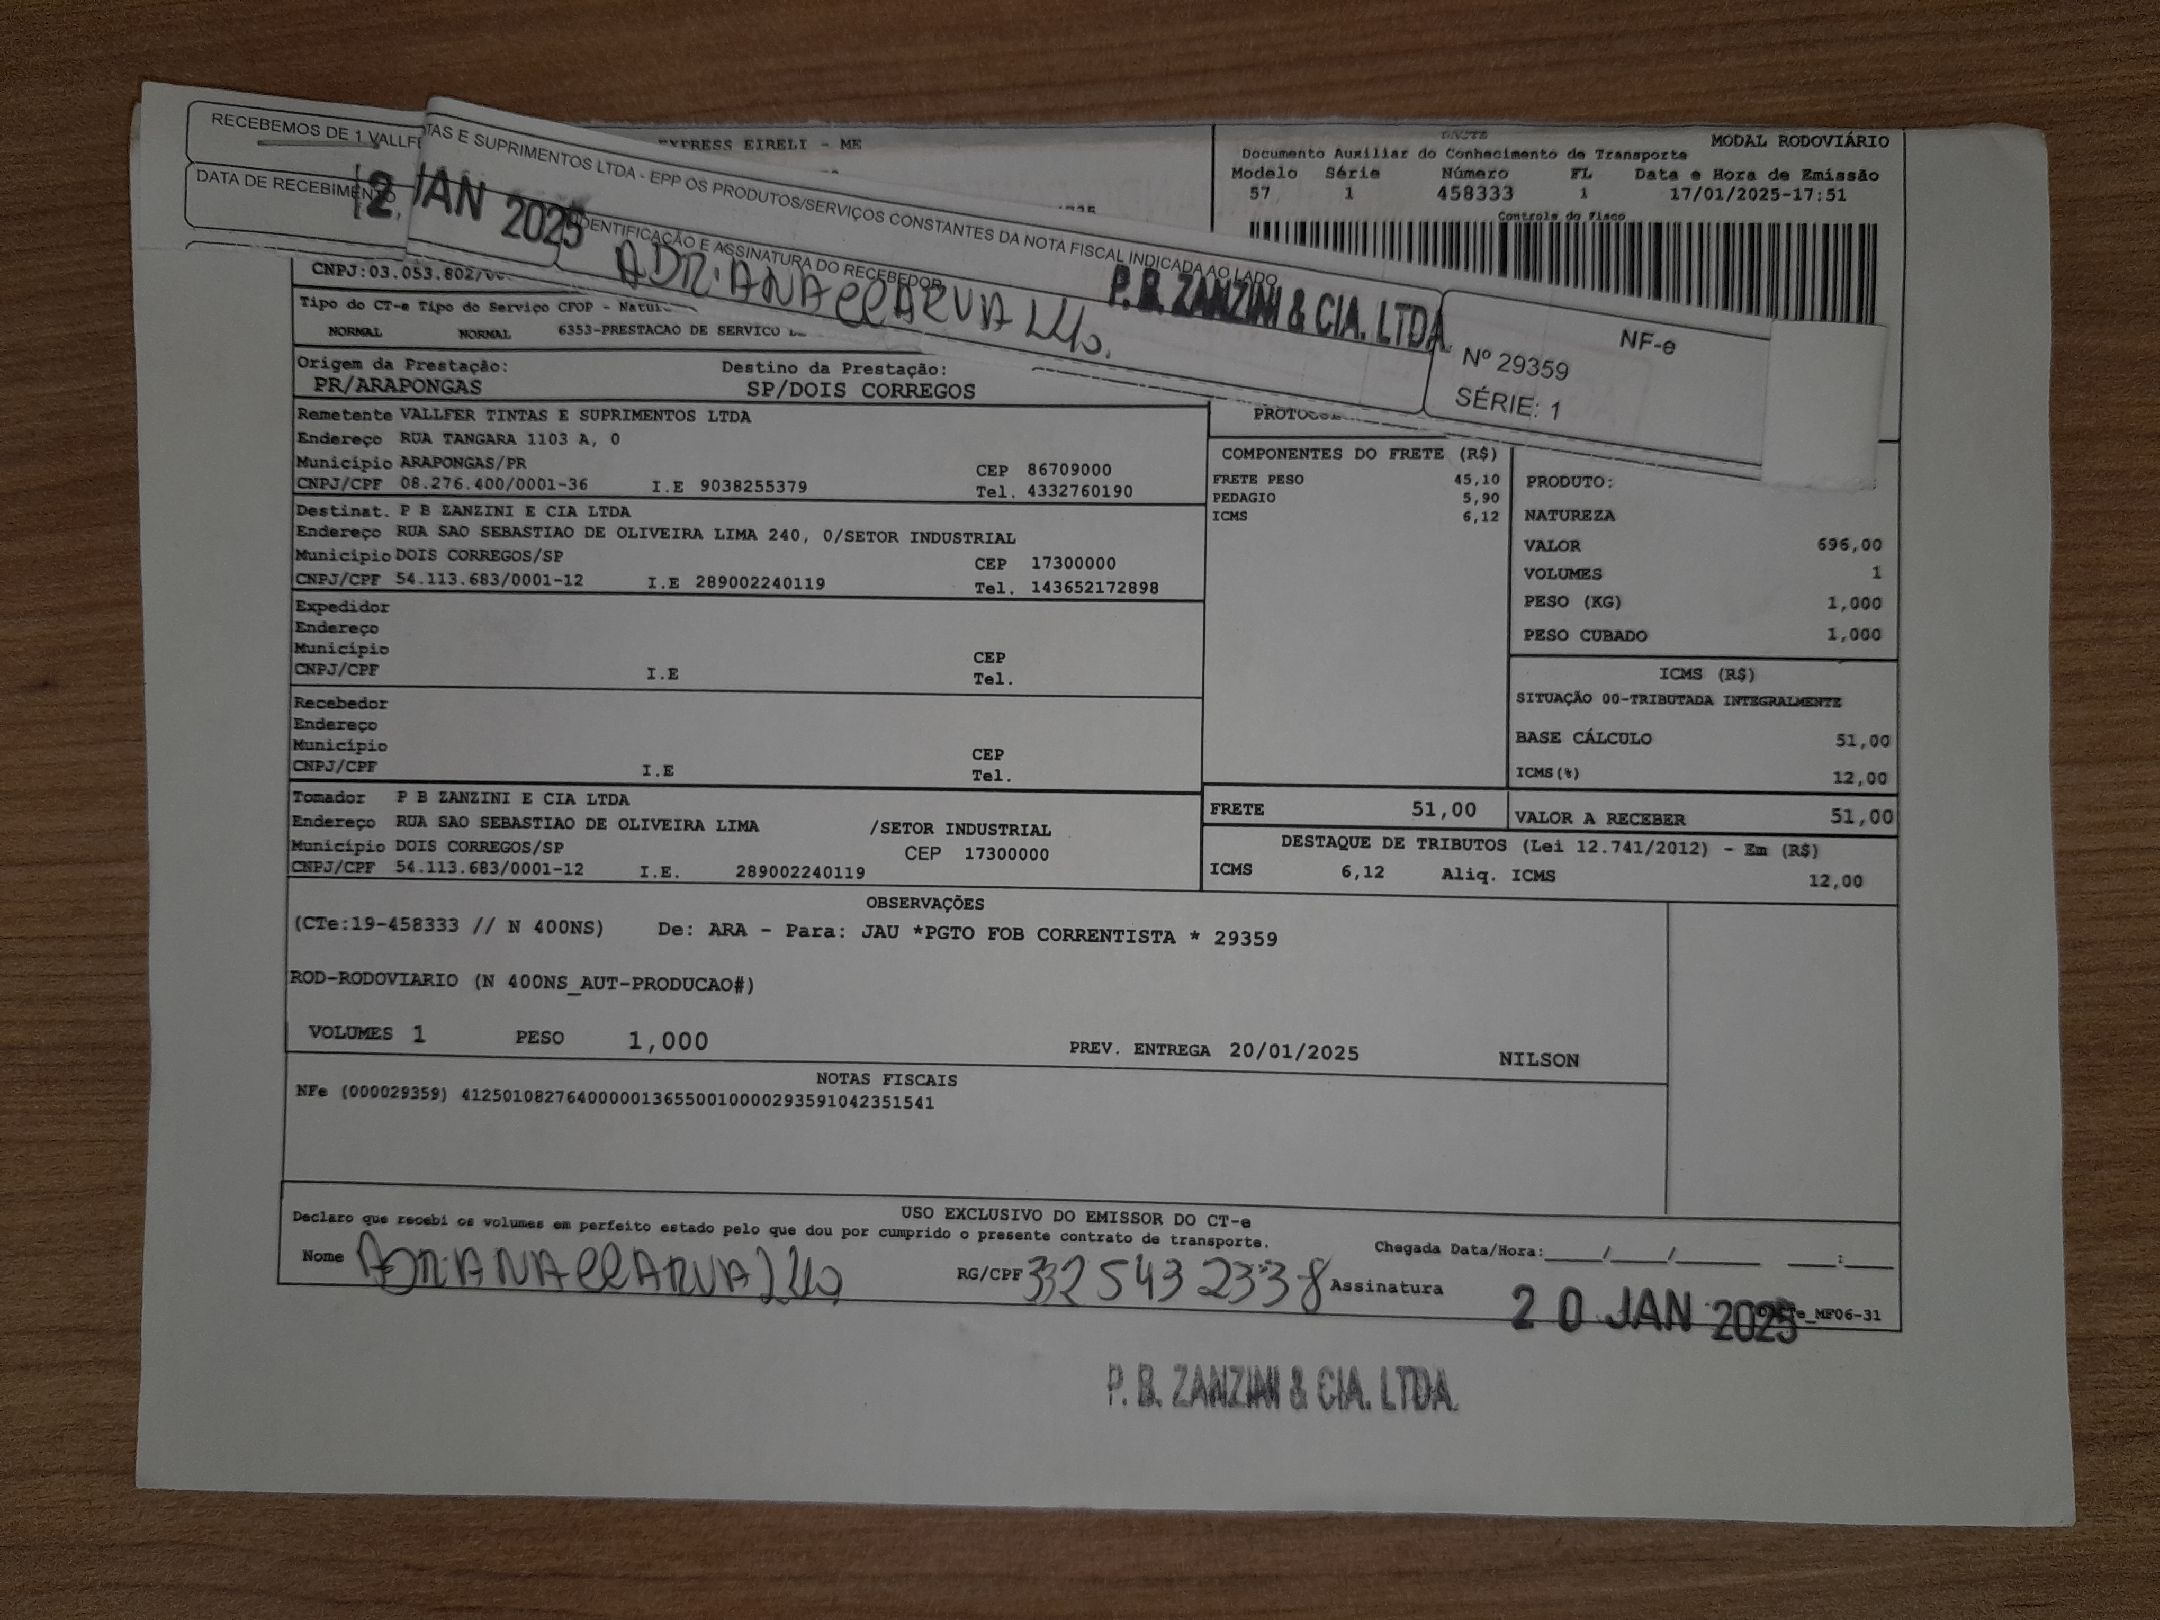 RECEBEMOS DE 1 VALLFE
TAS E SUPRIMENTOS LTDA - EPP OS PRODUTOS/SERVIÇOS CONSTANTES DA NOTA FISCAL INDICADA AO LADO
DATA DE RECEBIMENTO
IDENTIFICAÇÃO E ASSINATURA DO RECEBEDOR
JAN 2025
P. B. ZANZINI & CIA. LTDA.
NF-e
Nº 29359
SÉRIE: 1
EXPRESS EIRELI - ME
MODAL RODOVIÁRIO
Documento Auxiliar do Conhecimento de Transporte
Modelo Série Número FL Data e Hora de Emissão
57 1 458333 1 17/01/2025-17:51
Controle do Fisco
CNPJ:03.053.802/
Tipo do CT-e Tipo do Serviço CFOP - Natu
NORMAL NORMAL 6353-PRESTACAO DE SERVICO
Origem da Prestação: Destino da Prestação:
PR/ARAPONGAS SP/DOIS CORREGOS
Remetente VALLFER TINTAS E SUPRIMENTOS LTDA
Endereço RUA TANGARA 1103 A, 0
Município ARAPONGAS/PR CEP 86709000
CNPJ/CPF 08.276.400/0001-36 I.E 9038255379 Tel. 4332760190
Destinat. P B ZANZINI E CIA LTDA
Endereço RUA SAO SEBASTIAO DE OLIVEIRA LIMA 240, 0/SETOR INDUSTRIAL
Município DOIS CORREGOS/SP CEP 17300000
CNPJ/CPF 54.113.683/0001-12 I.E 289002240119 Tel. 143652172898
Expedidor
Endereço
Município CEP
CNPJ/CPF I.E Tel.
Recebedor
Endereço
Município CEP
CNPJ/CPF I.E Tel.
Tomador P B ZANZINI E CIA LTDA
Endereço RUA SAO SEBASTIAO DE OLIVEIRA LIMA /SETOR INDUSTRIAL
Município DOIS CORREGOS/SP CEP 17300000
CNPJ/CPF 54.113.683/0001-12 I.E. 289002240119
COMPONENTES DO FRETE (R$)
FRETE PESO 45,10
PEDAGIO 5,90
ICMS 6,12
PRODUTO:
NATUREZA
VALOR 696,00
VOLUMES 1
PESO (KG) 1,000
PESO CUBADO 1,000
ICMS (R$)
SITUAÇÃO 00-TRIBUTADA INTEGRALMENTE
BASE CÁLCULO 51,00
ICMS(%) 12,00
FRETE 51,00 VALOR A RECEBER 51,00
DESTAQUE DE TRIBUTOS (Lei 12.741/2012) - Em (R$)
ICMS 6,12 Aliq. ICMS 12,00
OBSERVAÇÕES
(CTe:19-458333 // N 400NS) De: ARA - Para: JAU *PGTO FOB CORRENTISTA * 29359
ROD-RODOVIARIO (N 400NS_AUT-PRODUCAO#)
VOLUMES 1 PESO 1,000 PREV. ENTREGA 20/01/2025 NILSON
NOTAS FISCAIS
NFe (000029359) 41250108276400000136550010000293591042351541
USO EXCLUSIVO DO EMISSOR DO CT-e
Declaro que recebi os volumes em perfeito estado pelo que dou por cumprido o presente contrato de transporte.
Chegada Data/Hora:____/____/______ ___:___
Nome ADRIANA RG/CPF Assinatura
20 JAN 2025
_MF06-31
P. B. ZANZINI & CIA. LTDA.